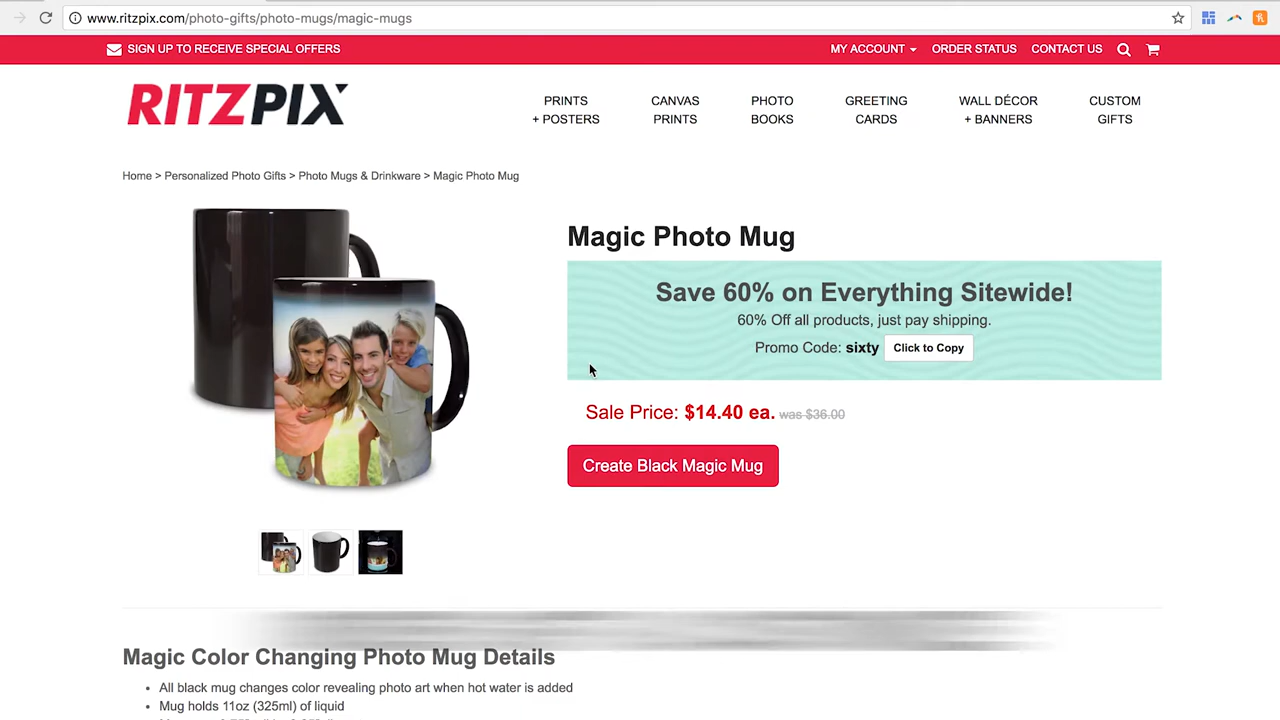 www.ritzpix.com/photo-gifts/photo-mugs/magic-mugs
SIGN UP TO RECEIVE SPECIAL OFFERS
MY ACCOUNT
ORDER STATUS
CONTACT US
RITZPIX
PRINTS
+ POSTERS
CANVAS
PRINTS
PHOTO
BOOKS
GREETING
CARDS
WALL DÉCOR
+ BANNERS
CUSTOM
GIFTS
Home > Personalized Photo Gifts > Photo Mugs & Drinkware > Magic Photo Mug
Magic Photo Mug
Save 60% on Everything Sitewide!
60% Off all products, just pay shipping.
Promo Code: sixty Click to Copy
Sale Price: $14.40 ea. was $36.00
Create Black Magic Mug
Magic Color Changing Photo Mug Details
• All black mug changes color revealing photo art when hot water is added
• Mug holds 11oz (325ml) of liquid